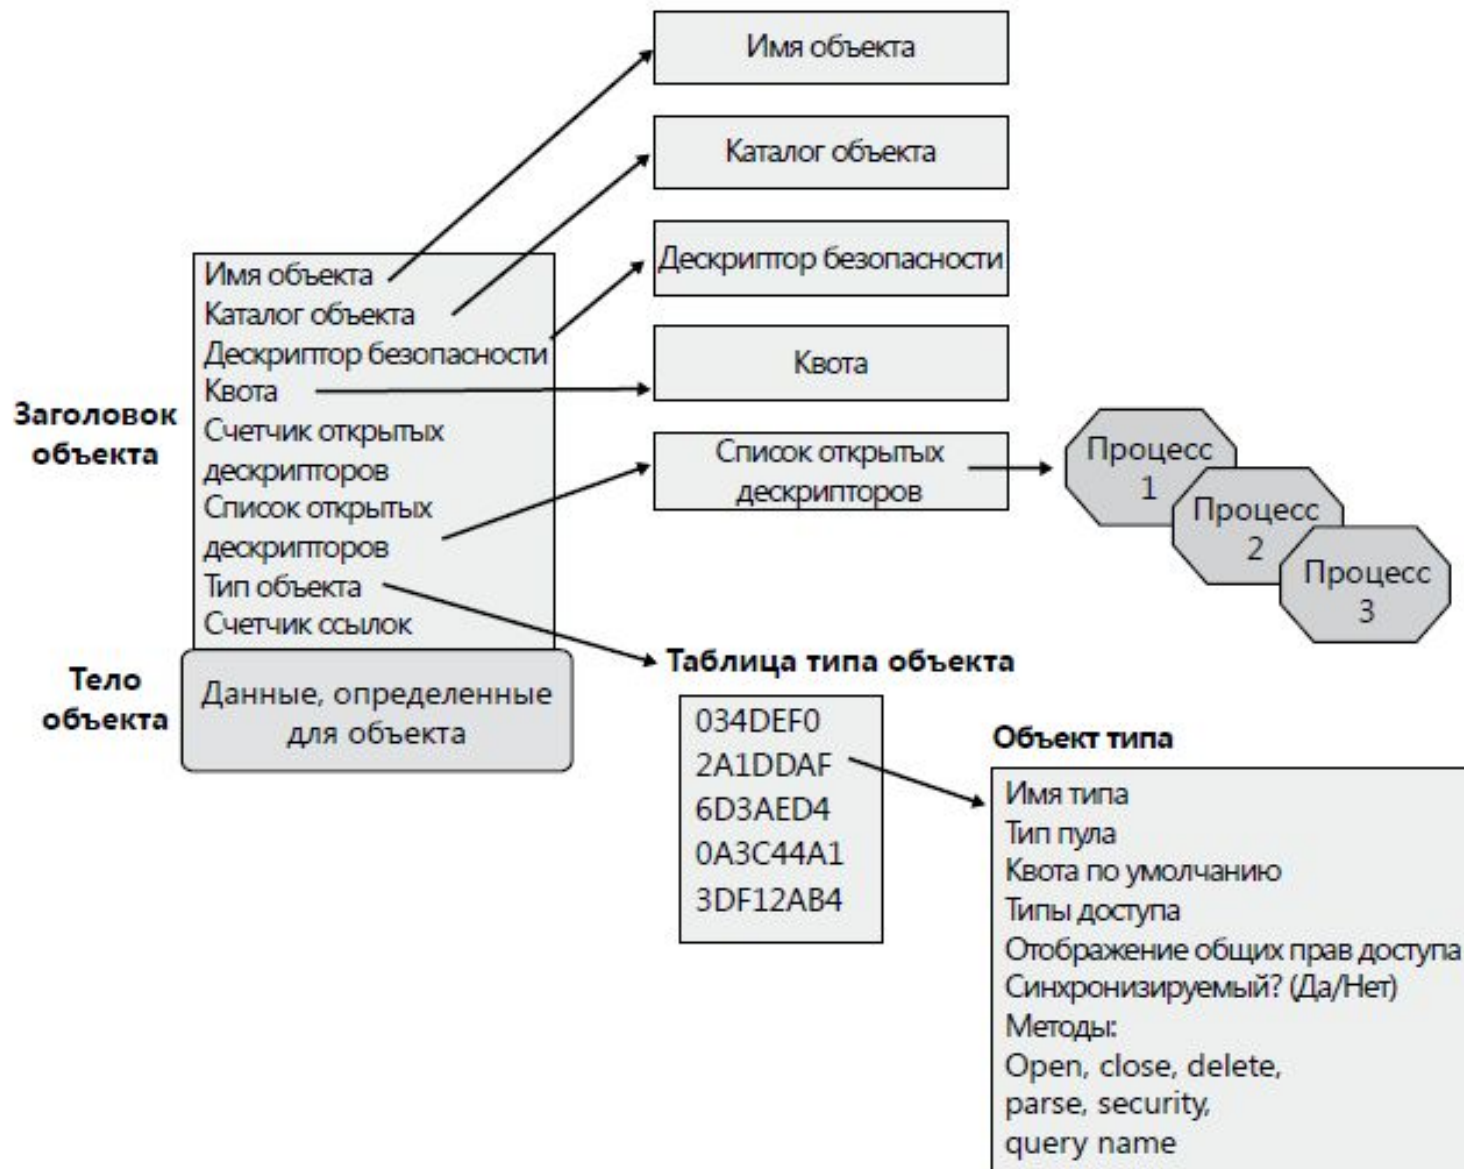 Имя объекта
Каталог объекта
Дескриптор безопасности
Квота
Список открытых
дескрипторов
Процесс
1
Процесс
2
Процесс
3
Заголовок
объекта
Имя объекта
Каталог объекта
Дескриптор безопасности
Квота
Счетчик открытых
дескрипторов
Список открытых
дескрипторов
Тип объекта
Счетчик ссылок
Тело
объекта
Данные, определенные
для объекта
Таблица типа объекта
034DEF0
2A1DDAF
6D3AED4
0A3C44A1
3DF12AB4
Объект типа
Имя типа
Тип пула
Квота по умолчанию
Типы доступа
Отображение общих прав доступа
Синхронизируемый? (Да/Нет)
Методы:
Open, close, delete,
parse, security,
query name